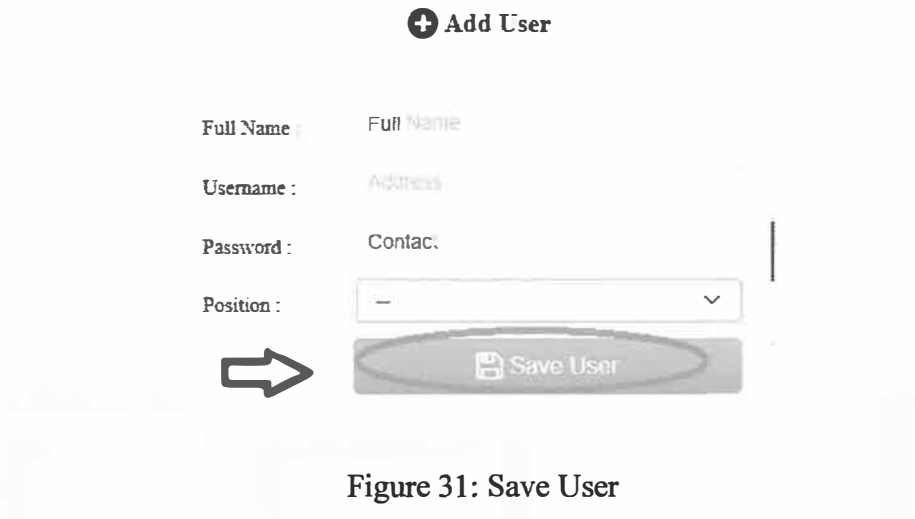 Add User
Full Name : Full Name
Username : Address
Password : Contact
Position : --
Save User
Figure 31: Save User